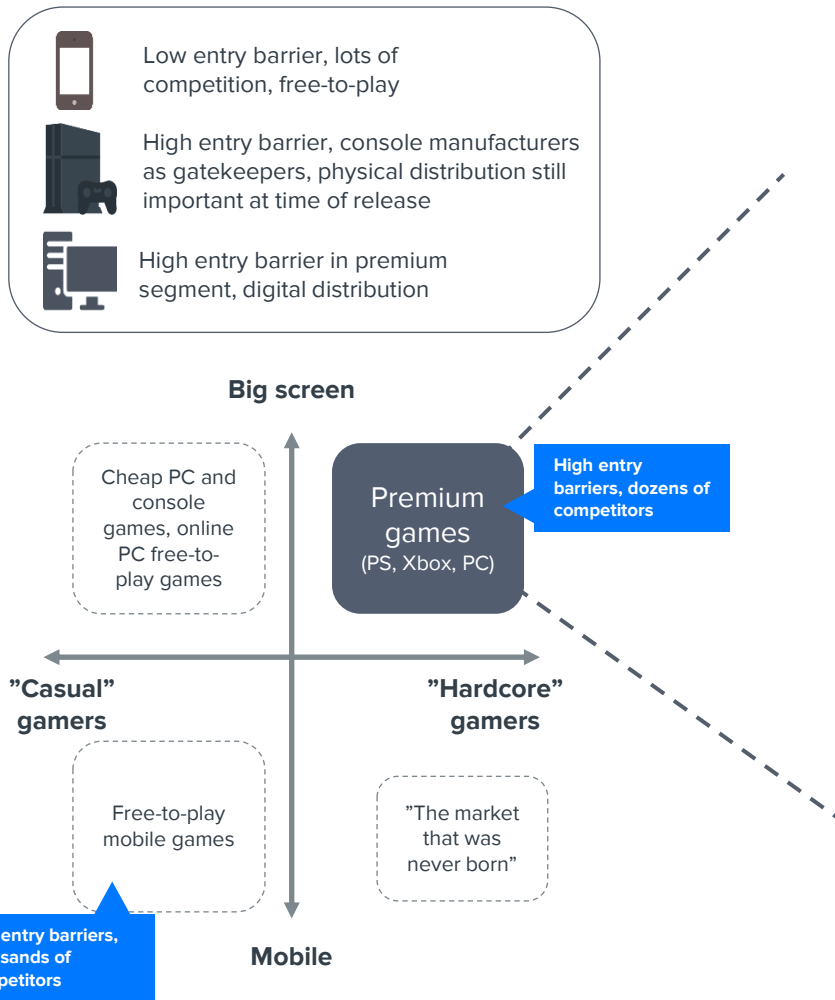 Low entry barrier, lots of
competition, free-to-play
High entry barrier, console manufacturers
as gatekeepers, physical distribution still
important at time of release
High entry barrier in premium
segment, digital distribution
Big screen
Cheap PC and
console
games, online
PC free-to-
play games
Premium
games
(PS, Xbox, PC)
High entry
barriers, dozens of
competitors
”Casual”
gamers
”Hardcore”
gamers
Free-to-play
mobile games
”The market
that was
never born”
entry barriers,
of
Mobile